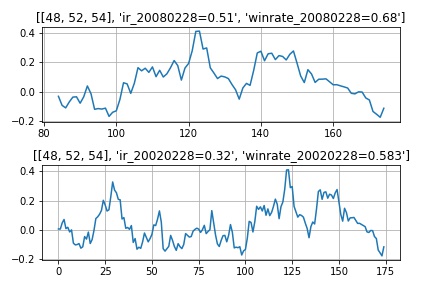 [[48, 52, 54], 'ir_20080228=0.51', 'winrate_20080228=0.68']
0.4
0.2
0.0
−0.2
80 100 120 140 160
[[48, 52, 54], 'ir_20020228=0.32', 'winrate_20020228=0.583']
0.4
0.2
0.0
−0.2
0 25 50 75 100 125 150 175